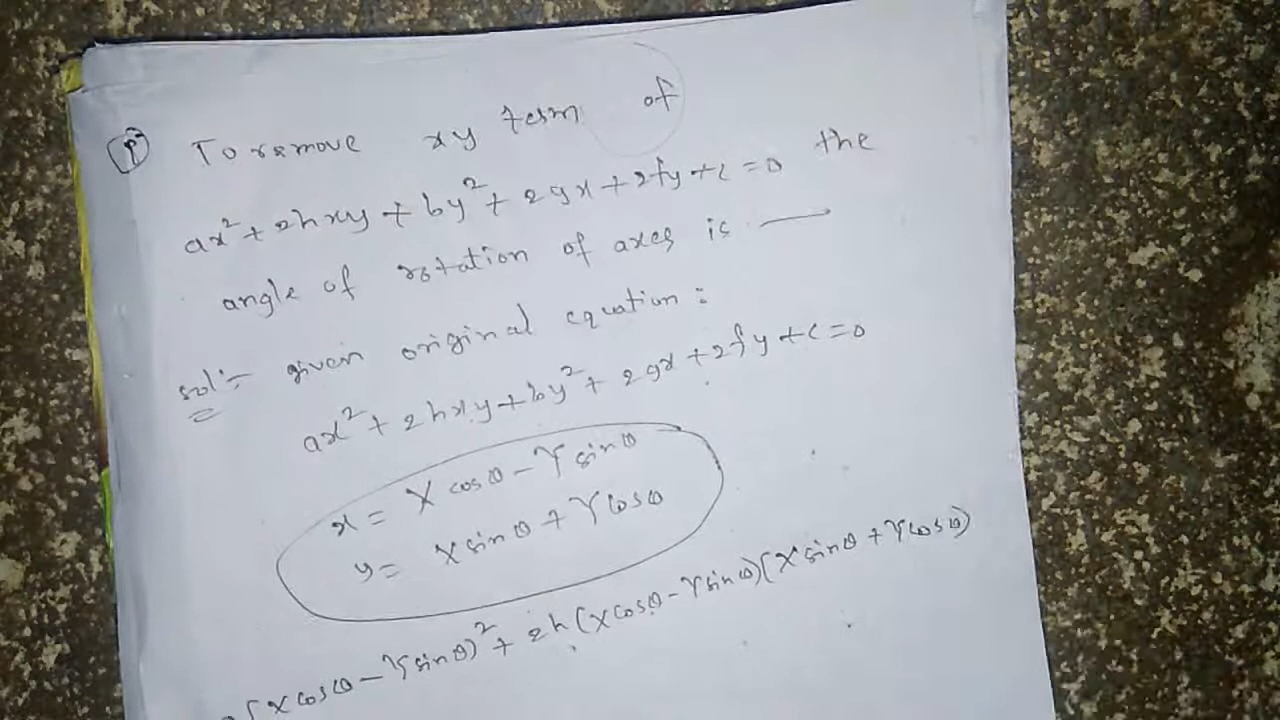 P To remove xy term of
ax² + 2hxy + by² + 2gx + 2fy + c = 0 the
angle of rotation of axes is —
Sol:- given original equation:
ax² + 2hxy + by² + 2gx + 2fy + c = 0
x = X cosθ - Y sinθ
y = X sinθ + Y cosθ
(X cosθ - Y sinθ)² + 2h (X cosθ - Y sinθ)(X sinθ + Y cosθ)